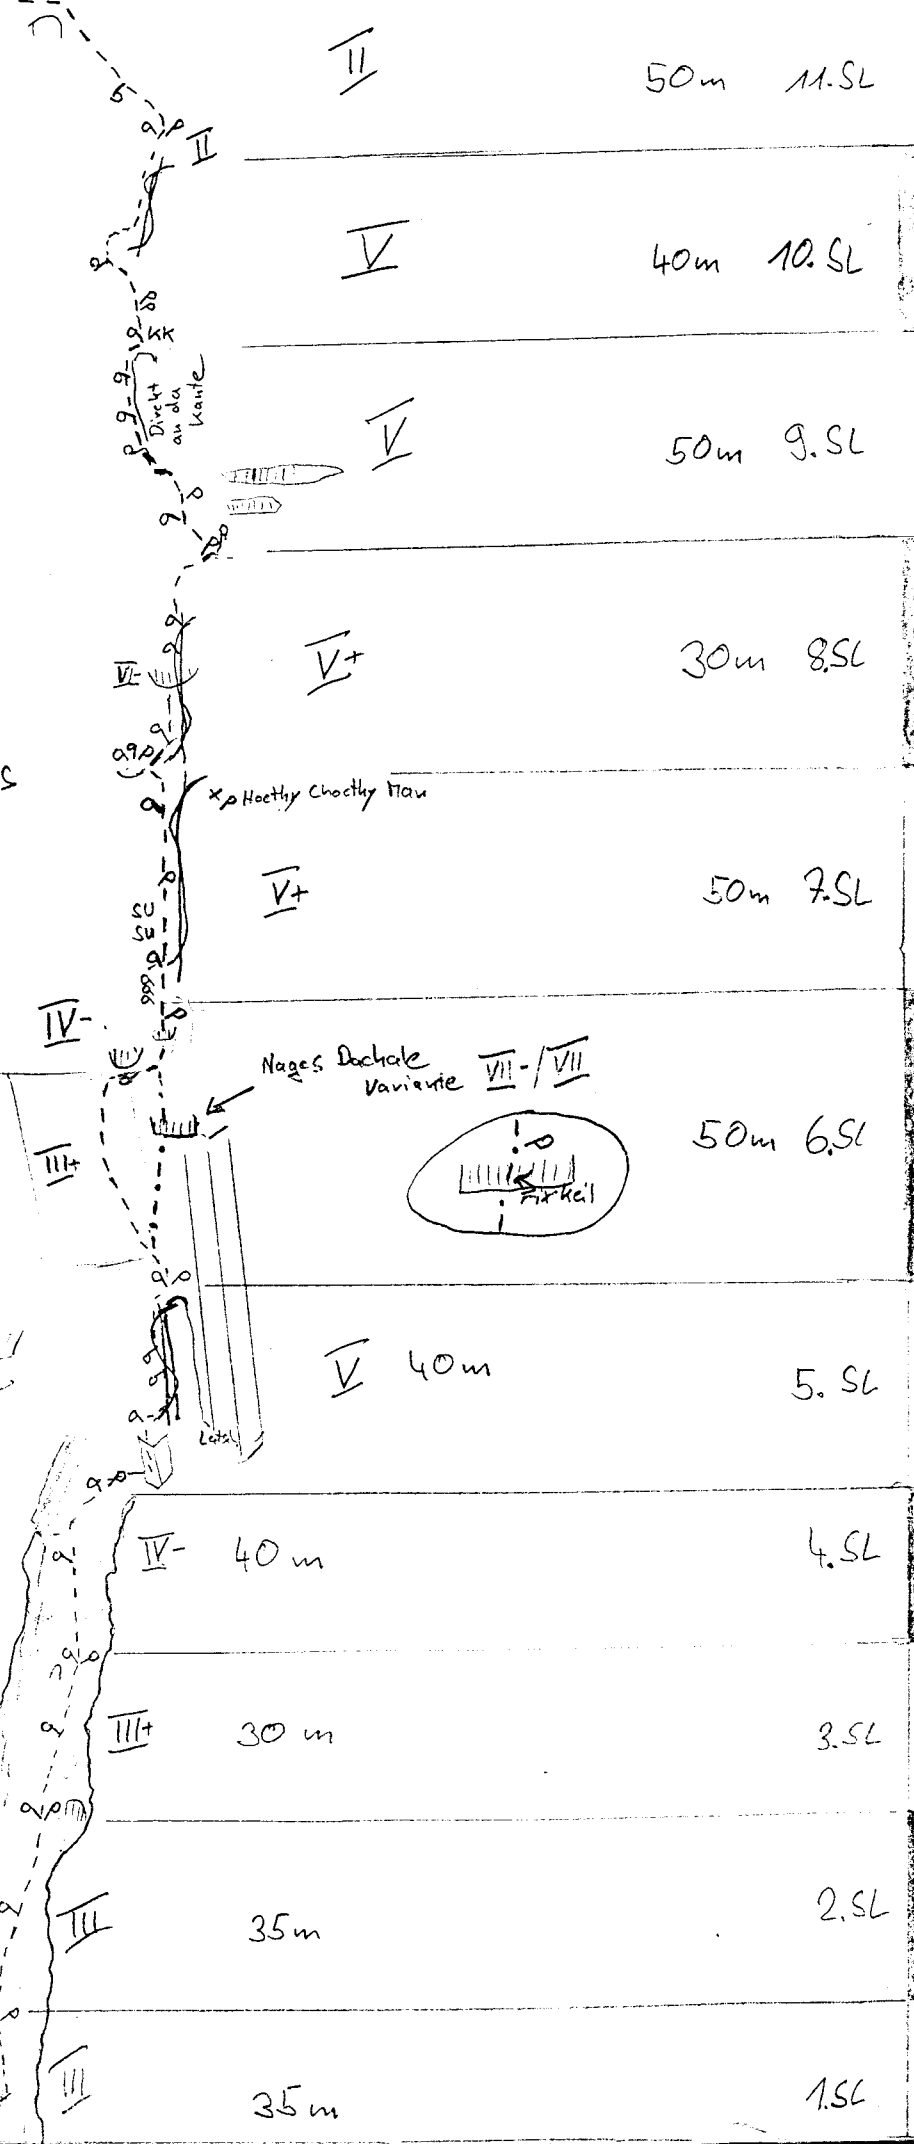 II 50m 11.SL
II
V 40m 10.SL
KK
Direkt
an der
Kante
V 50m 9.SL
V+ 30m 8.SL
VI-
Hoethy Choethy Man
V+ 50m 7.SL
SU
SU
IV-
Nages Dachale
Variante VII-/VII
III+
50m 6.SL
Fixkeil
V 40m 5. SL
IV- 40m 4.SL
III+ 30m 3.SL
III 35m 2.SL
III 35m 1.SL